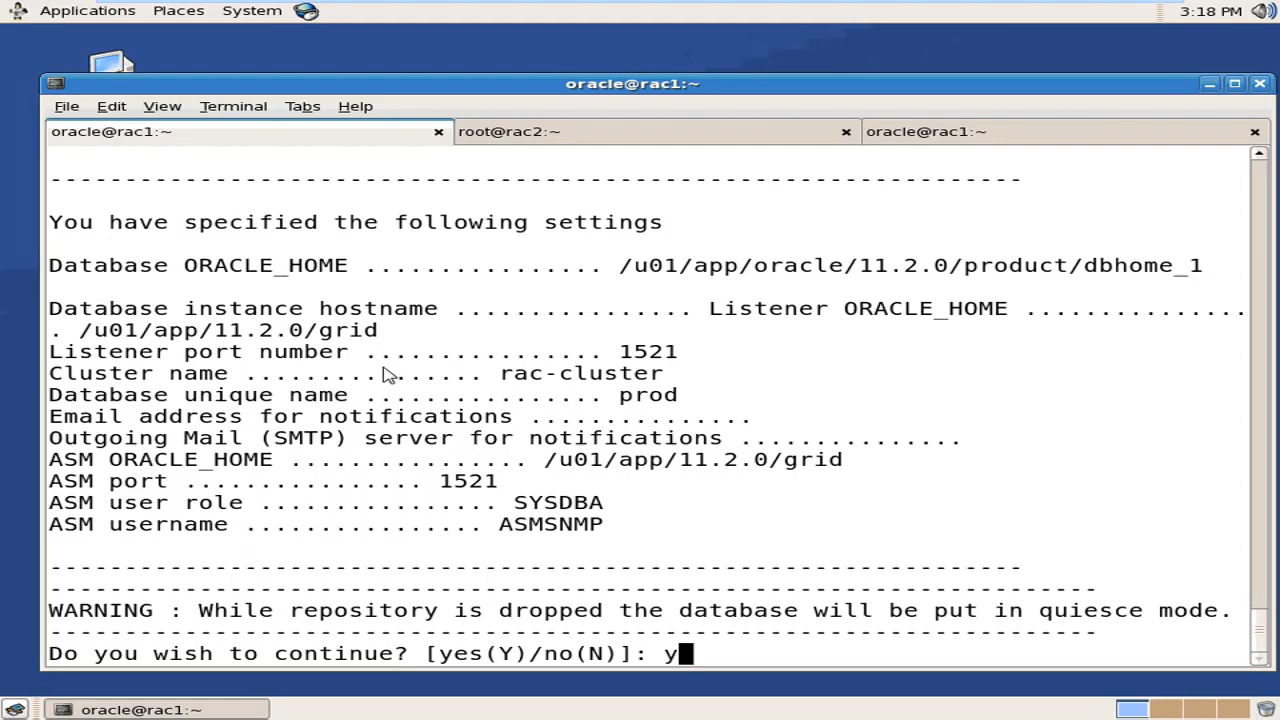 Applications Places System 3:18 PM
oracle@rac1:~
File Edit View Terminal Tabs Help
oracle@rac1:~ root@rac2:~ oracle@rac1:~
-----------------------------------------------------------------
You have specified the following settings
Database ORACLE_HOME ................ /u01/app/oracle/11.2.0/product/dbhome_1
Database instance hostname ................ Listener ORACLE_HOME ...............
. /u01/app/11.2.0/grid
Listener port number ................ 1521
Cluster name ................ rac-cluster
Database unique name ................ prod
Email address for notifications ...............
Outgoing Mail (SMTP) server for notifications ...............
ASM ORACLE_HOME ................ /u01/app/11.2.0/grid
ASM port ................ 1521
ASM user role ................ SYSDBA
ASM username ................ ASMSNMP
-----------------------------------------------------------------
----------------------------------------------------------------------
WARNING : While repository is dropped the database will be put in quiesce mode.
----------------------------------------------------------------------
Do you wish to continue? [yes(Y)/no(N)]: y
oracle@rac1:~